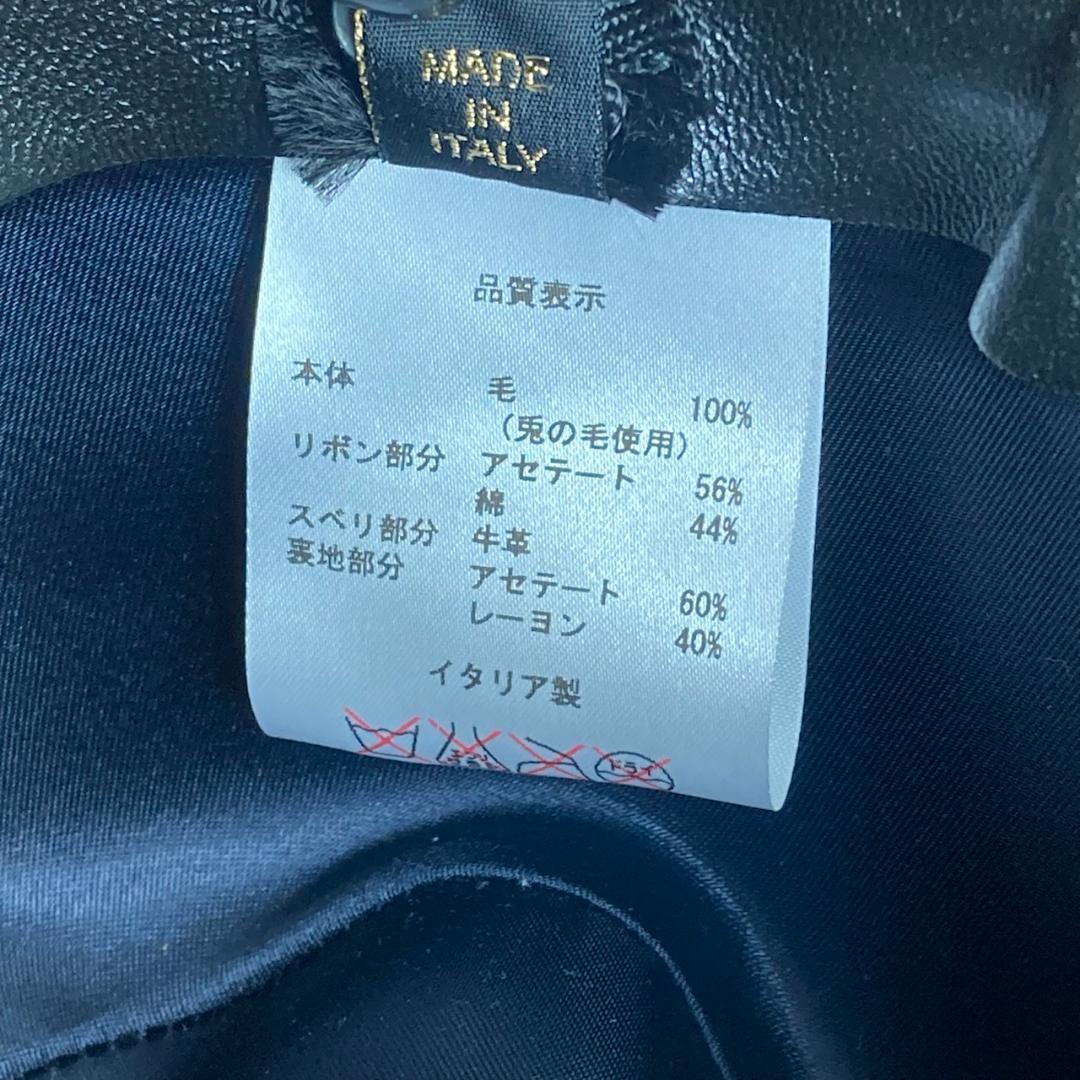 MADE
IN
ITALY
品質表示
本体 毛 100%
（兎の毛使用）
リボン部分 アセテート 56%
綿 44%
スベリ部分 牛革
裏地部分 アセテート 60%
レーヨン 40%
イタリア製
ドライ